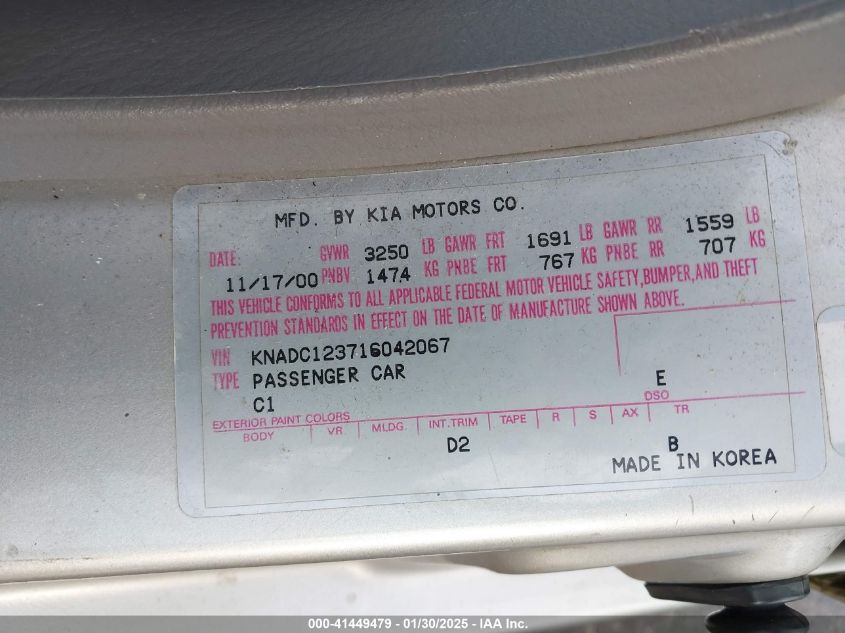 MFD. BY KIA MOTORS CO.
DATE: GVWR 3250 LB GAWR FRT 1691 LB GAWR RR 1559 LB
11/17/00 PNBV 1474 KG PNBE FRT 767 KG PNBE RR 707 KG
THIS VEHICLE CONFORMS TO ALL APPLICABLE FEDERAL MOTOR VEHICLE SAFETY,BUMPER,AND THEFT
PREVENTION STANDARDS IN EFFECT ON THE DATE OF MANUFACTURE SHOWN ABOVE.
VIN KNADC123716042067
TYPE PASSENGER CAR
C1 E
EXTERIOR PAINT COLORS DSO
BODY VR. MLDG. INT.TRIM TAPE R S AX TR
D2 B
MADE IN KOREA
000-41449479 — 01/30/2025 — IAA Inc.